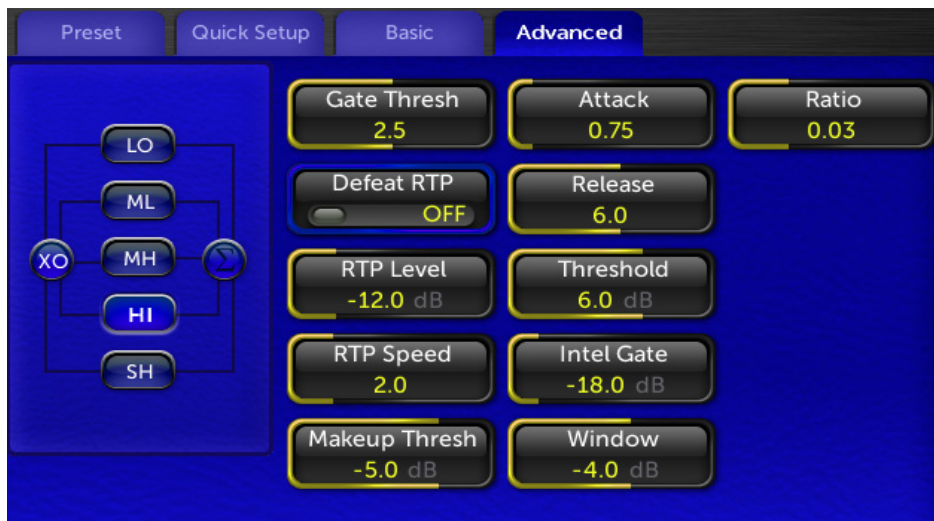 Preset
Quick Setup
Basic
Advanced
LO
ML
XO
MH
Σ
HI
SH
Gate Thresh
2.5
Attack
0.75
Ratio
0.03
Defeat RTP
OFF
Release
6.0
RTP Level
-12.0 dB
Threshold
6.0 dB
RTP Speed
2.0
Intel Gate
-18.0 dB
Makeup Thresh
-5.0 dB
Window
-4.0 dB